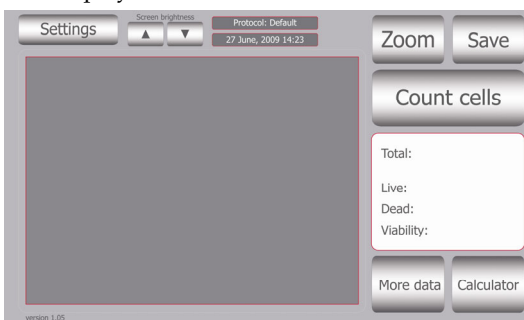 Settings
Screen brightness
▲ ▼
Protocol: Default
27 June, 2009 14:23
Zoom
Save
Count cells
Total:
Live:
Dead:
Viability:
More data
Calculator
version 1.05